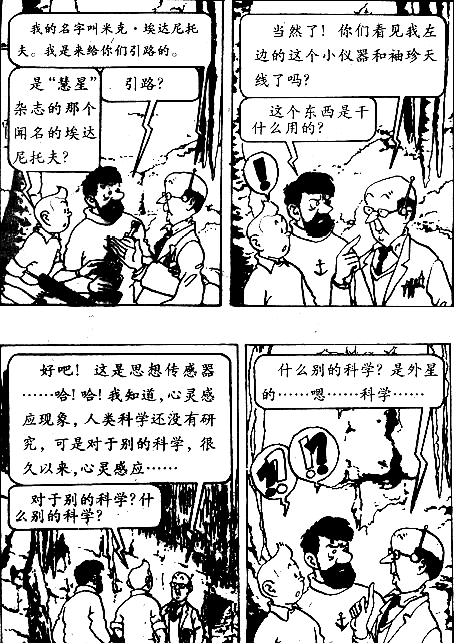 我的名字叫米克·埃达尼托
夫。我是来给你们引路的。
是“慧星”
杂志的那个
闻名的埃达
尼托夫？
引路？
当然了！你们看见我左
边的这个小仪器和袖珍天
线了吗？
这个东西是干
什么用的？
!
好吧！这是思想传感器
……哈！哈！我知道，心灵感
应现象，人类科学还没有研
究，可是对于别的科学，很
久以来，心灵感应……
对于别的科学？什
么别的科学？
什么别的科学？是外星
的……嗯……科学……
?!
?!